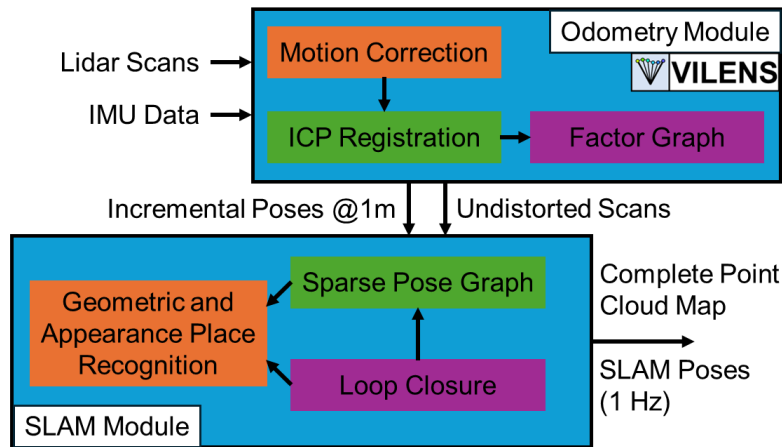 Odometry Module
VILENS
Lidar Scans
IMU Data
Motion Correction
ICP Registration
Factor Graph
Incremental Poses @1m
Undistorted Scans
Sparse Pose Graph
Geometric and
Appearance Place
Recognition
Loop Closure
SLAM Module
Complete Point
Cloud Map
SLAM Poses
(1 Hz)